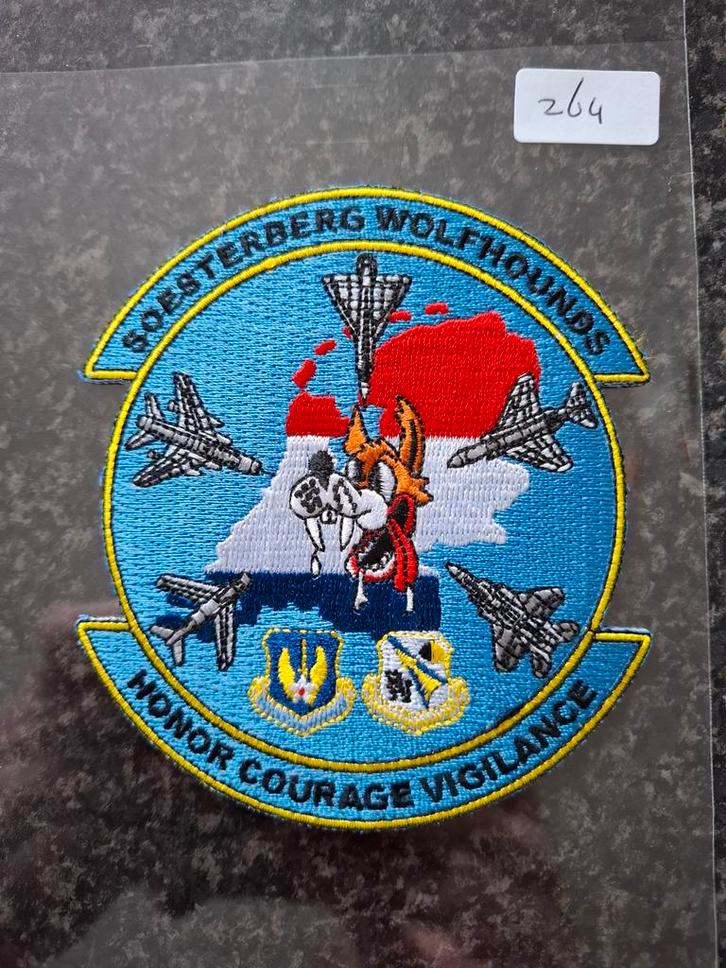 264
SOESTERBERG WOLFHOUNDS
HONOR COURAGE VIGILANCE